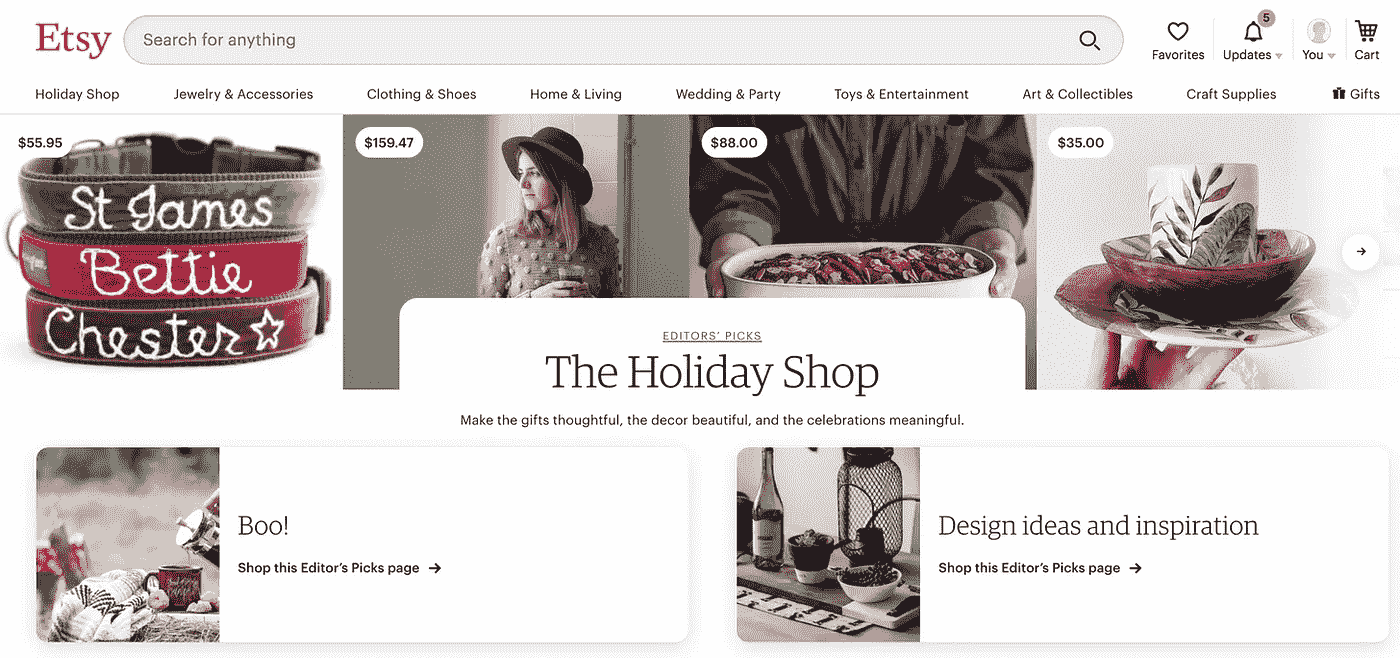 Etsy
Search for anything
Favorites
5
Updates
You
Cart
Holiday Shop
Jewelry & Accessories
Clothing & Shoes
Home & Living
Wedding & Party
Toys & Entertainment
Art & Collectibles
Craft Supplies
Gifts
$55.95
$159.47
$88.00
$35.00
St James
Bettie
Chester
EDITORS' PICKS
The Holiday Shop
Make the gifts thoughtful, the decor beautiful, and the celebrations meaningful.
Boo!
Shop this Editor's Picks page →
Design ideas and inspiration
Shop this Editor's Picks page →